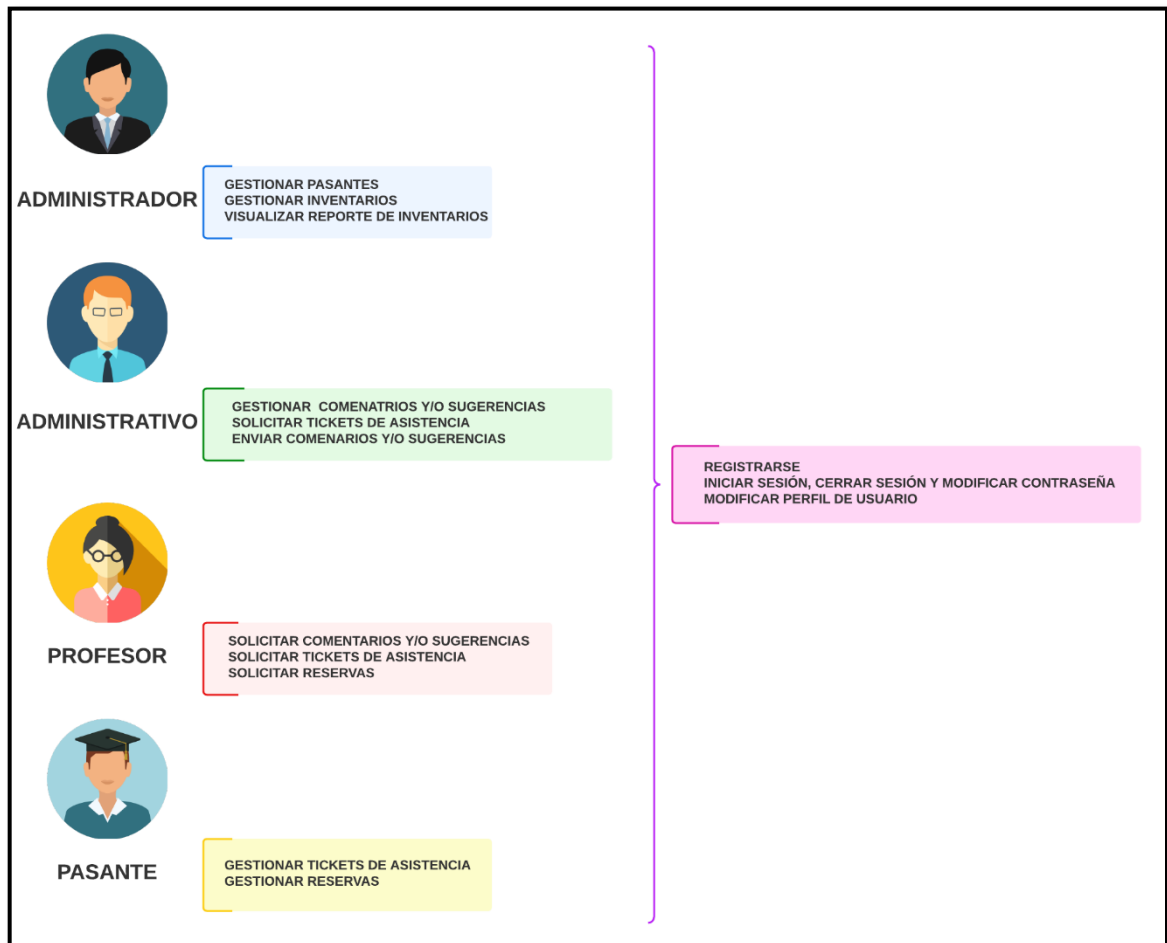 ADMINISTRADOR
GESTIONAR PASANTES
GESTIONAR INVENTARIOS
VISUALIZAR REPORTE DE INVENTARIOS
ADMINISTRATIVO
GESTIONAR  COMENATRIOS Y/O SUGERENCIAS
SOLICITAR TICKETS DE ASISTENCIA
ENVIAR COMENARIOS Y/O SUGERENCIAS
REGISTRARSE
INICIAR SESIÓN, CERRAR SESIÓN Y MODIFICAR CONTRASEÑA
MODIFICAR PERFIL DE USUARIO
PROFESOR
SOLICITAR COMENTARIOS Y/O SUGERENCIAS
SOLICITAR TICKETS DE ASISTENCIA
SOLICITAR RESERVAS
PASANTE
GESTIONAR TICKETS DE ASISTENCIA
GESTIONAR RESERVAS